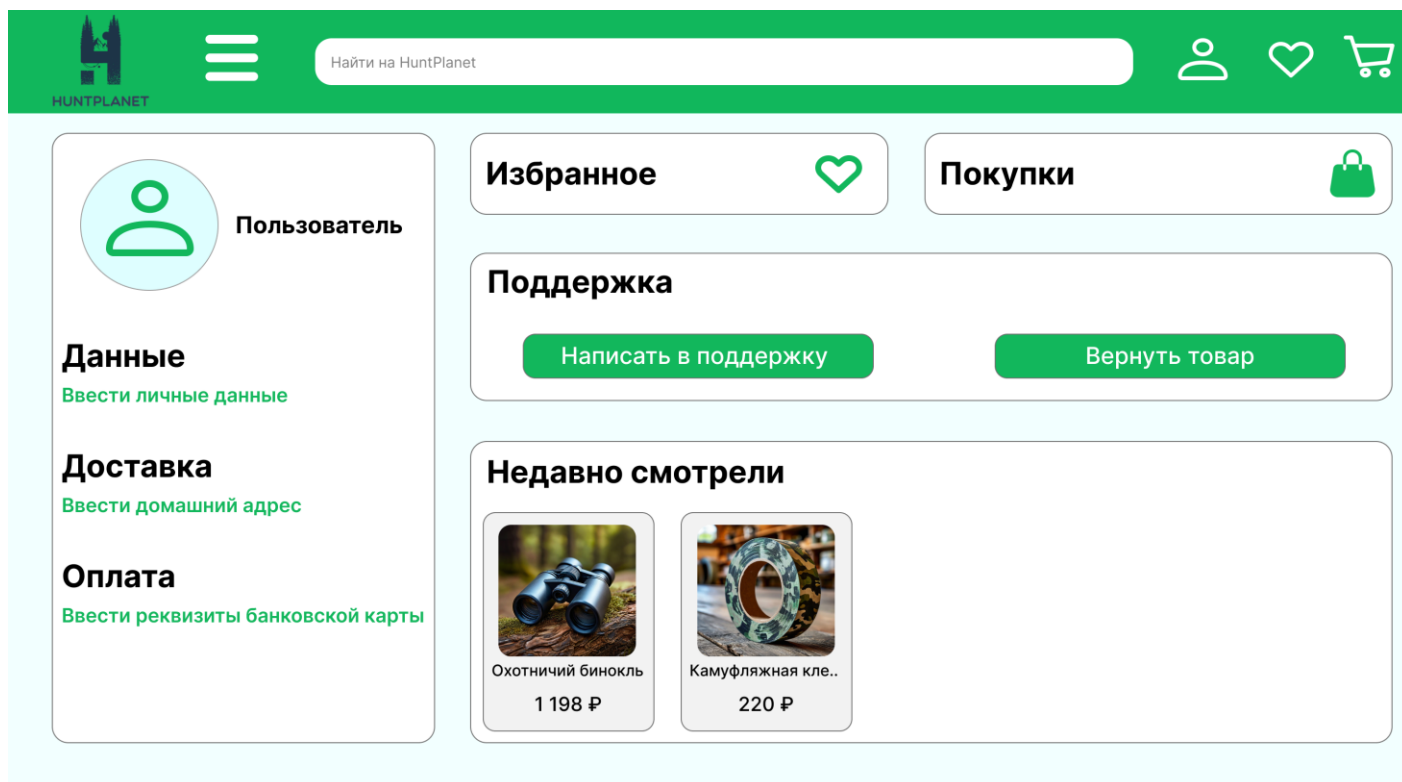 HUNTPLANET
Найти на HuntPlanet
Пользователь
Данные
Ввести личные данные
Доставка
Ввести домашний адрес
Оплата
Ввести реквизиты банковской карты
Избранное
Покупки
Поддержка
Написать в поддержку
Вернуть товар
Недавно смотрели
Охотничий бинокль
1 198 ₽
Камуфляжная кле..
220 ₽